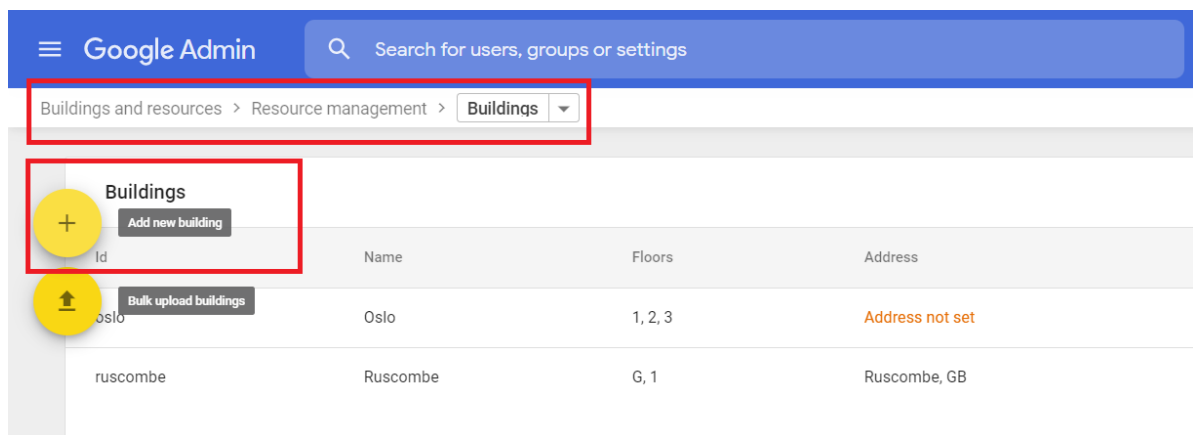 Google Admin
Search for users, groups or settings
Buildings and resources > Resource management > Buildings
Buildings
Add new building
Id Name Floors Address
Bulk upload buildings
oslo Oslo 1, 2, 3 Address not set
ruscombe Ruscombe G, 1 Ruscombe, GB